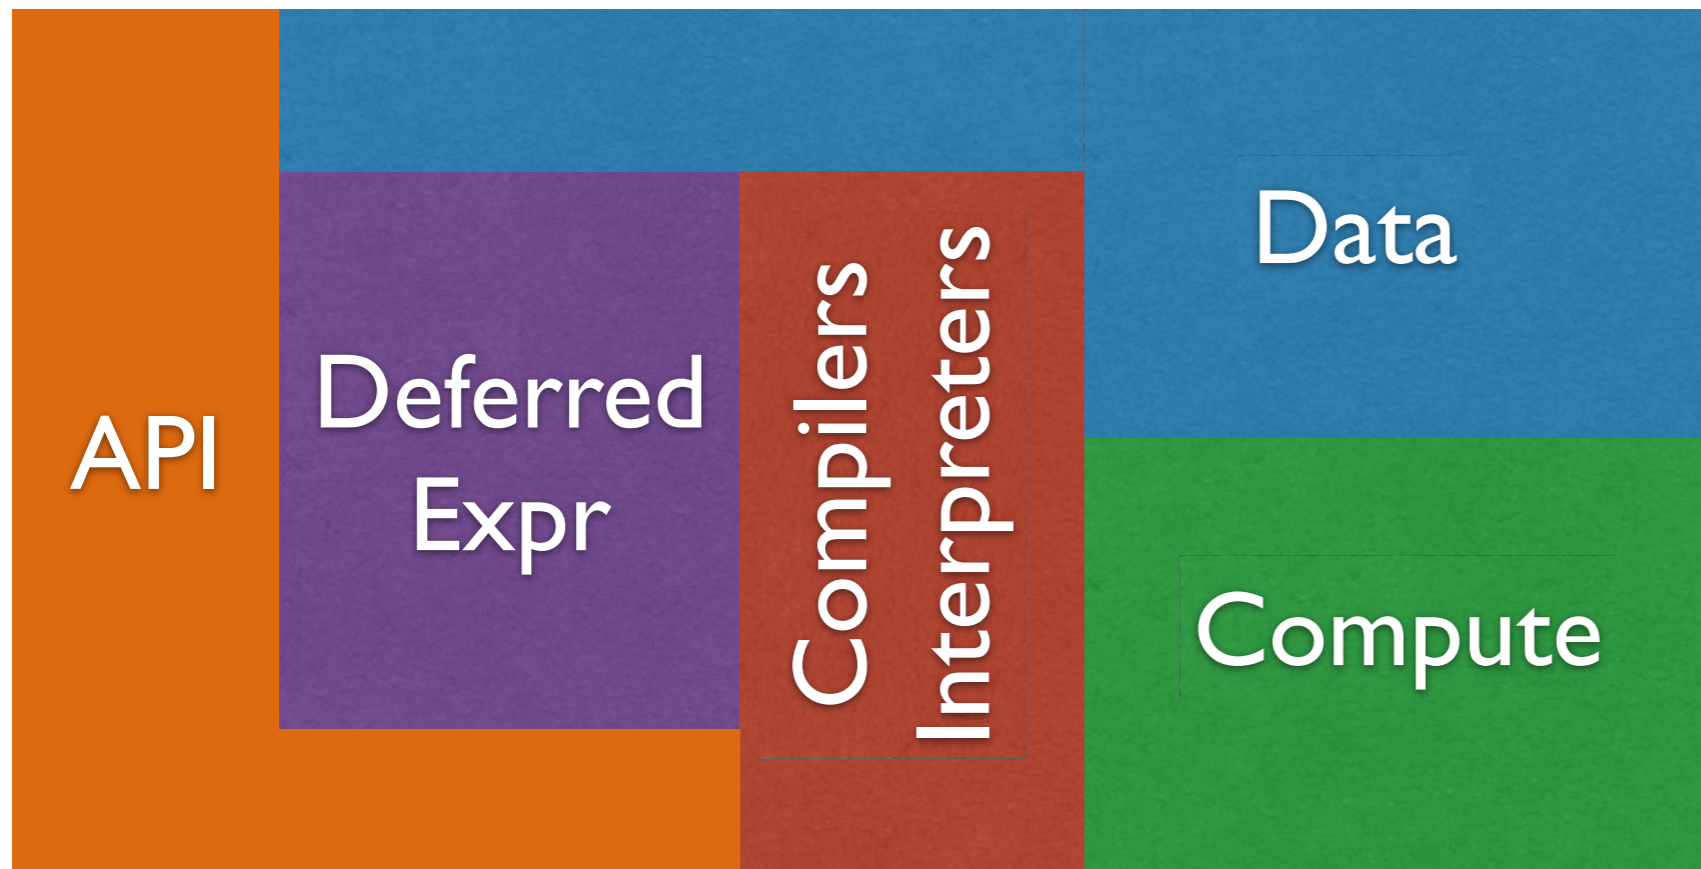 API
Deferred
Expr
Compilers
Interpreters
Data
Compute